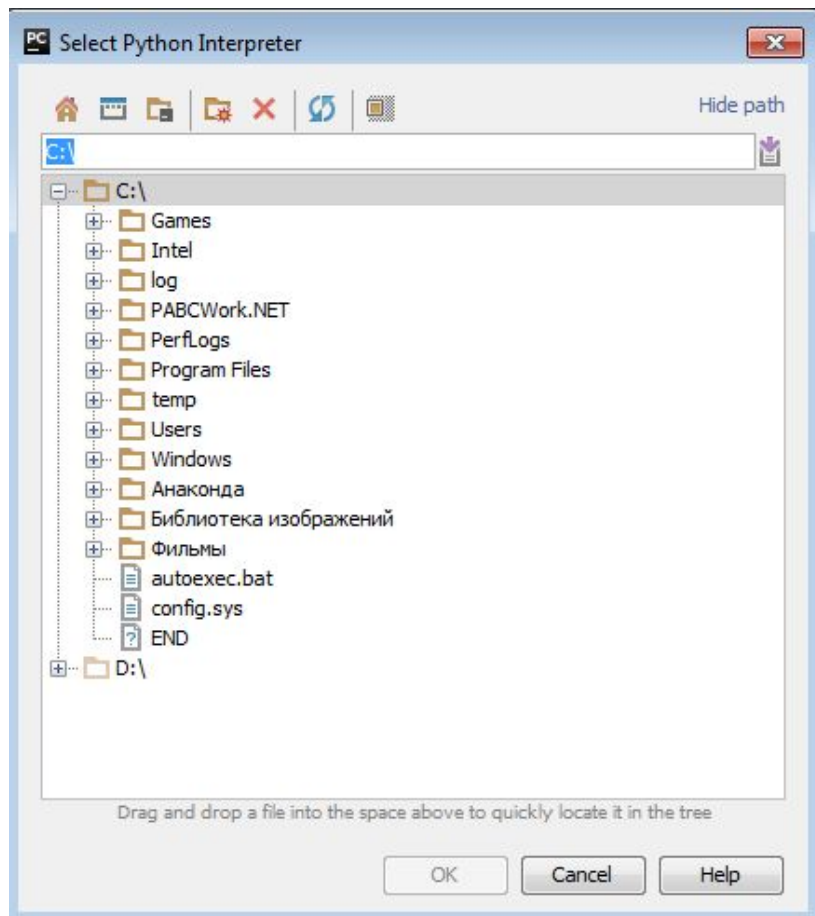 PC Select Python Interpreter
Hide path
C:\
C:\
Games
Intel
log
PABCWork.NET
PerfLogs
Program Files
temp
Users
Windows
Анаконда
Библиотека изображений
Фильмы
autoexec.bat
config.sys
END
D:\
Drag and drop a file into the space above to quickly locate it in the tree
OK Cancel Help